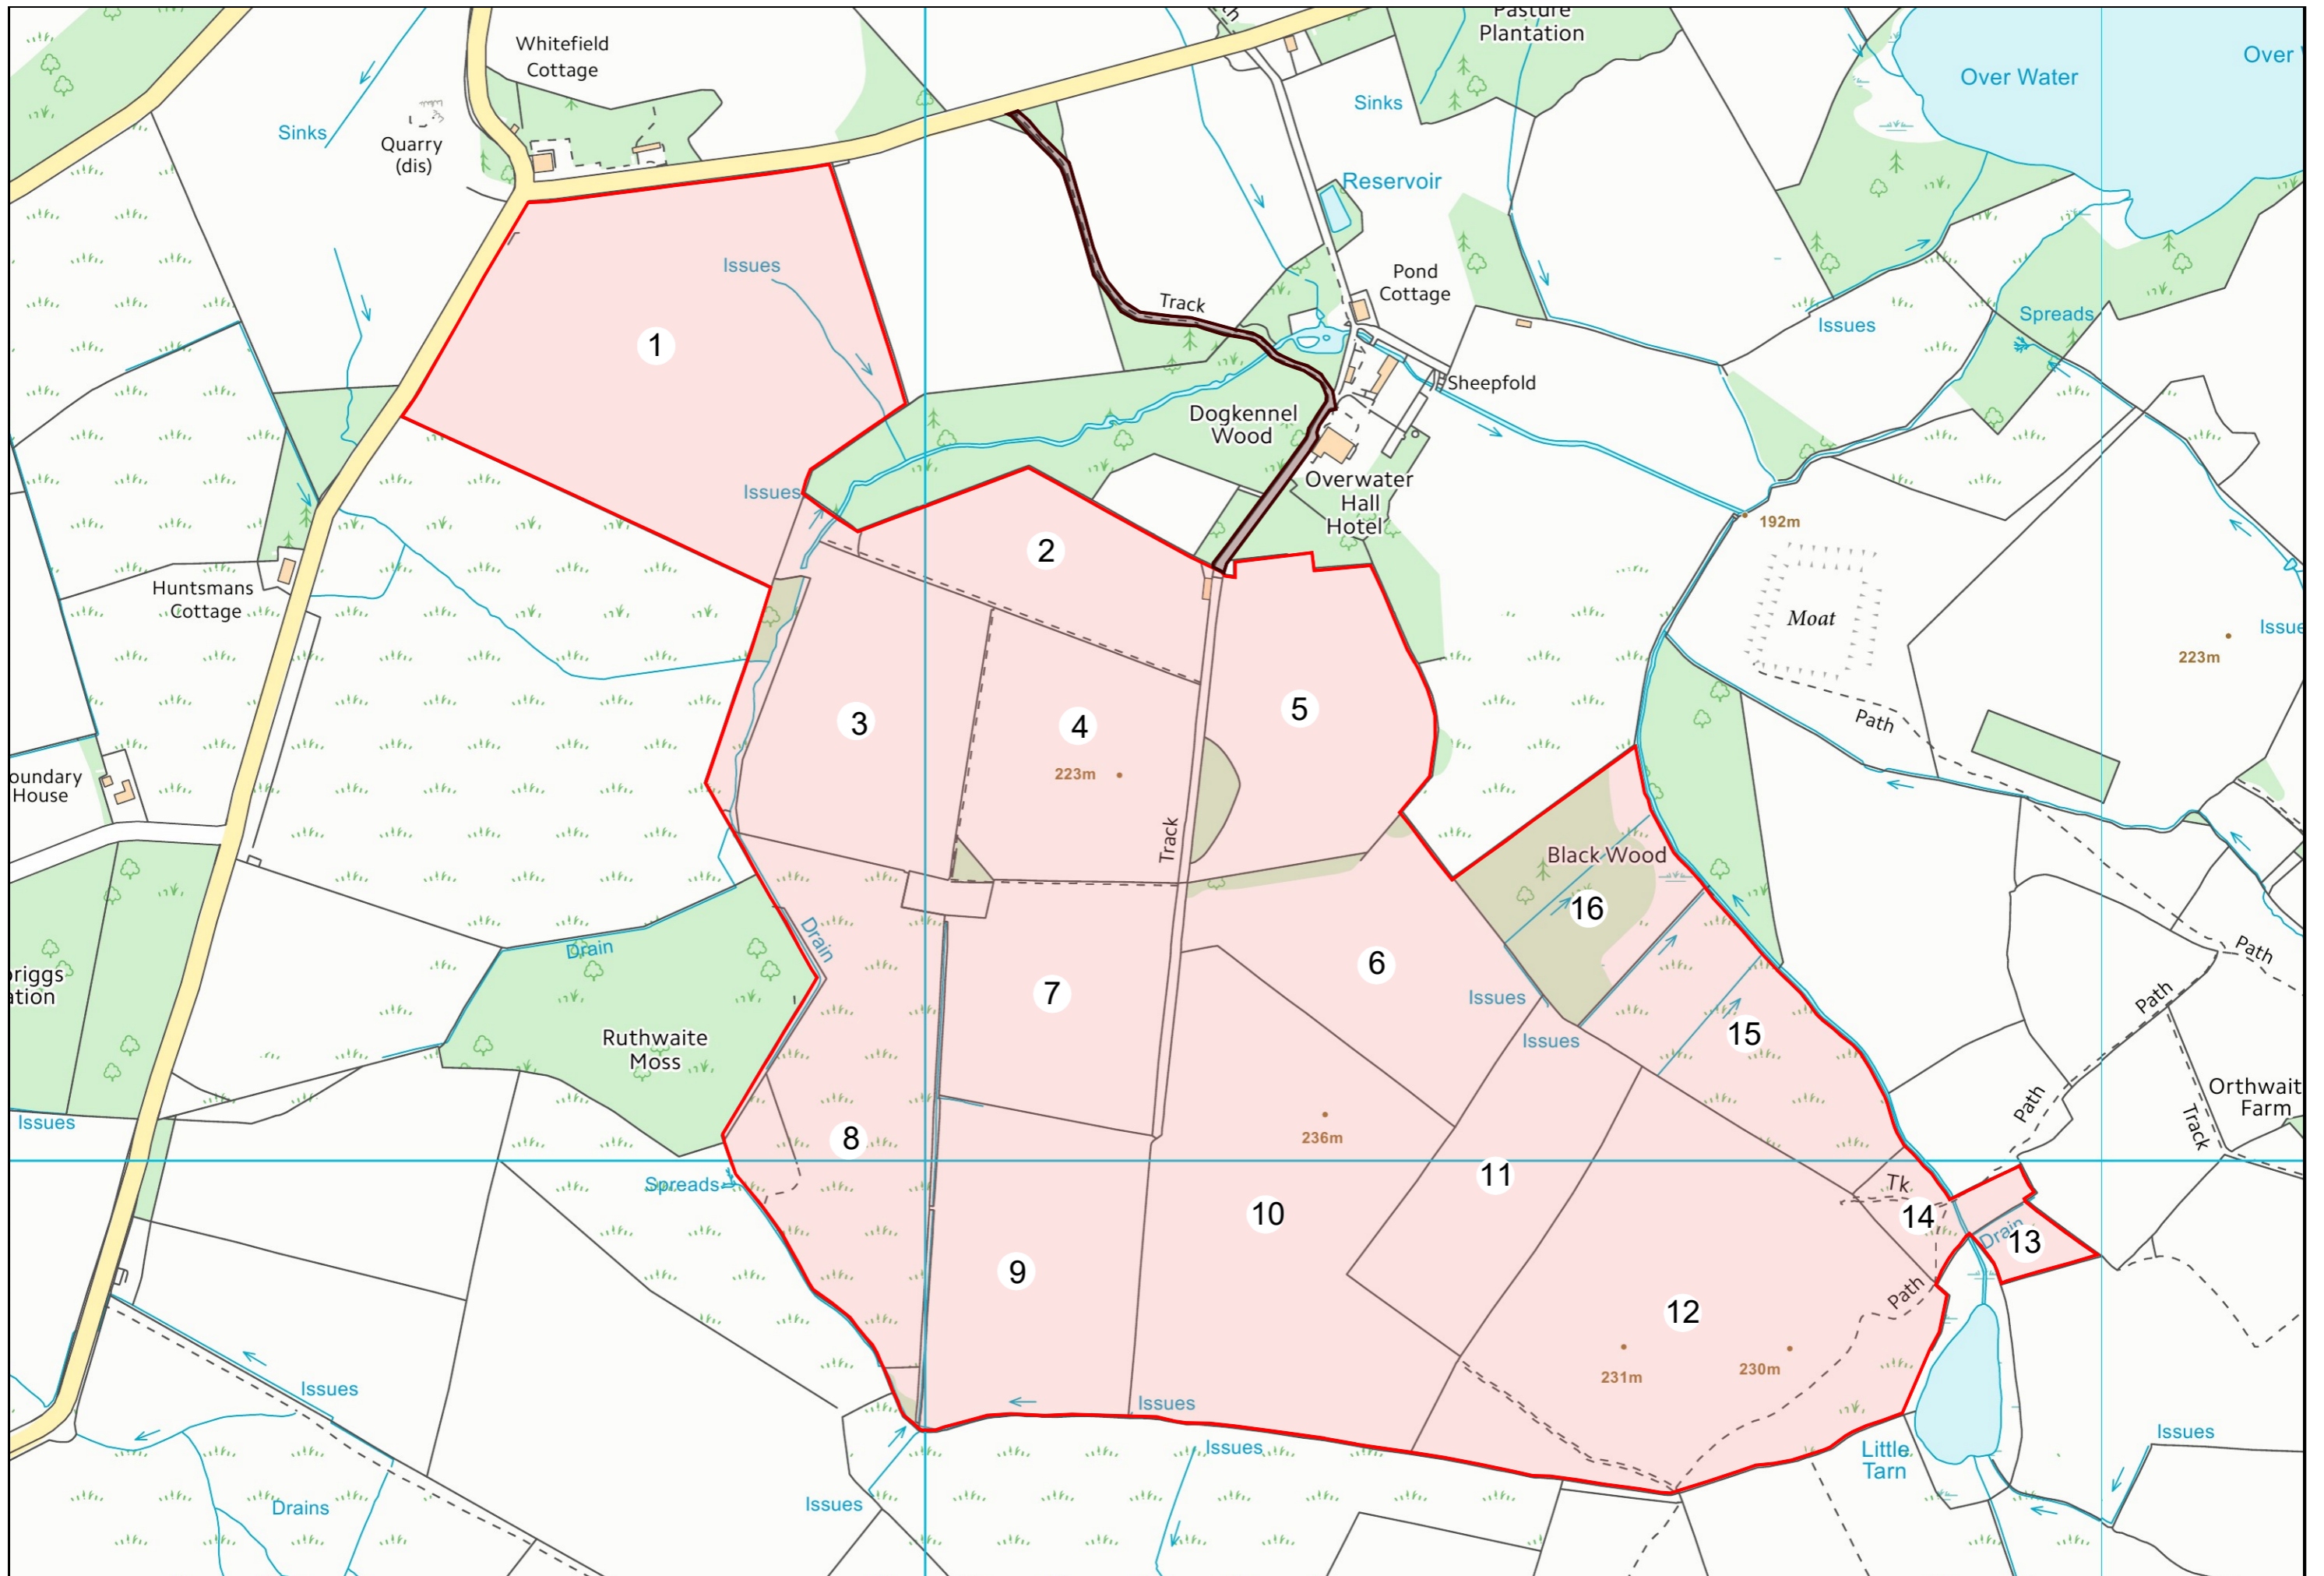 Pasture
Plantation
Whitefield
Cottage
Over Water
Over
Sinks
Sinks
Quarry
(dis)
Reservoir
Issues
Pond
Cottage
Track
Spreads
Issues
1
Sheepfold
Dogkennel
Wood
Issues
Overwater
Hall
Hotel
192m
2
Huntsmans
Cottage
Moat
Issue
223m
3
4
5
Path
223m
oundary
House
Track
Black Wood
16
Drain
Drain
Path
6
riggs
ation
7
Issues
Path
15
Ruthwaite
Moss
Issues
Orthwait
Farm
Path
Issues
Track
236m
8
11
Spreads
Tk
14
10
Drain
13
9
Path
12
231m
230m
Issues
Issues
Issues
Issues
Little
Tarn
Issues
Drains